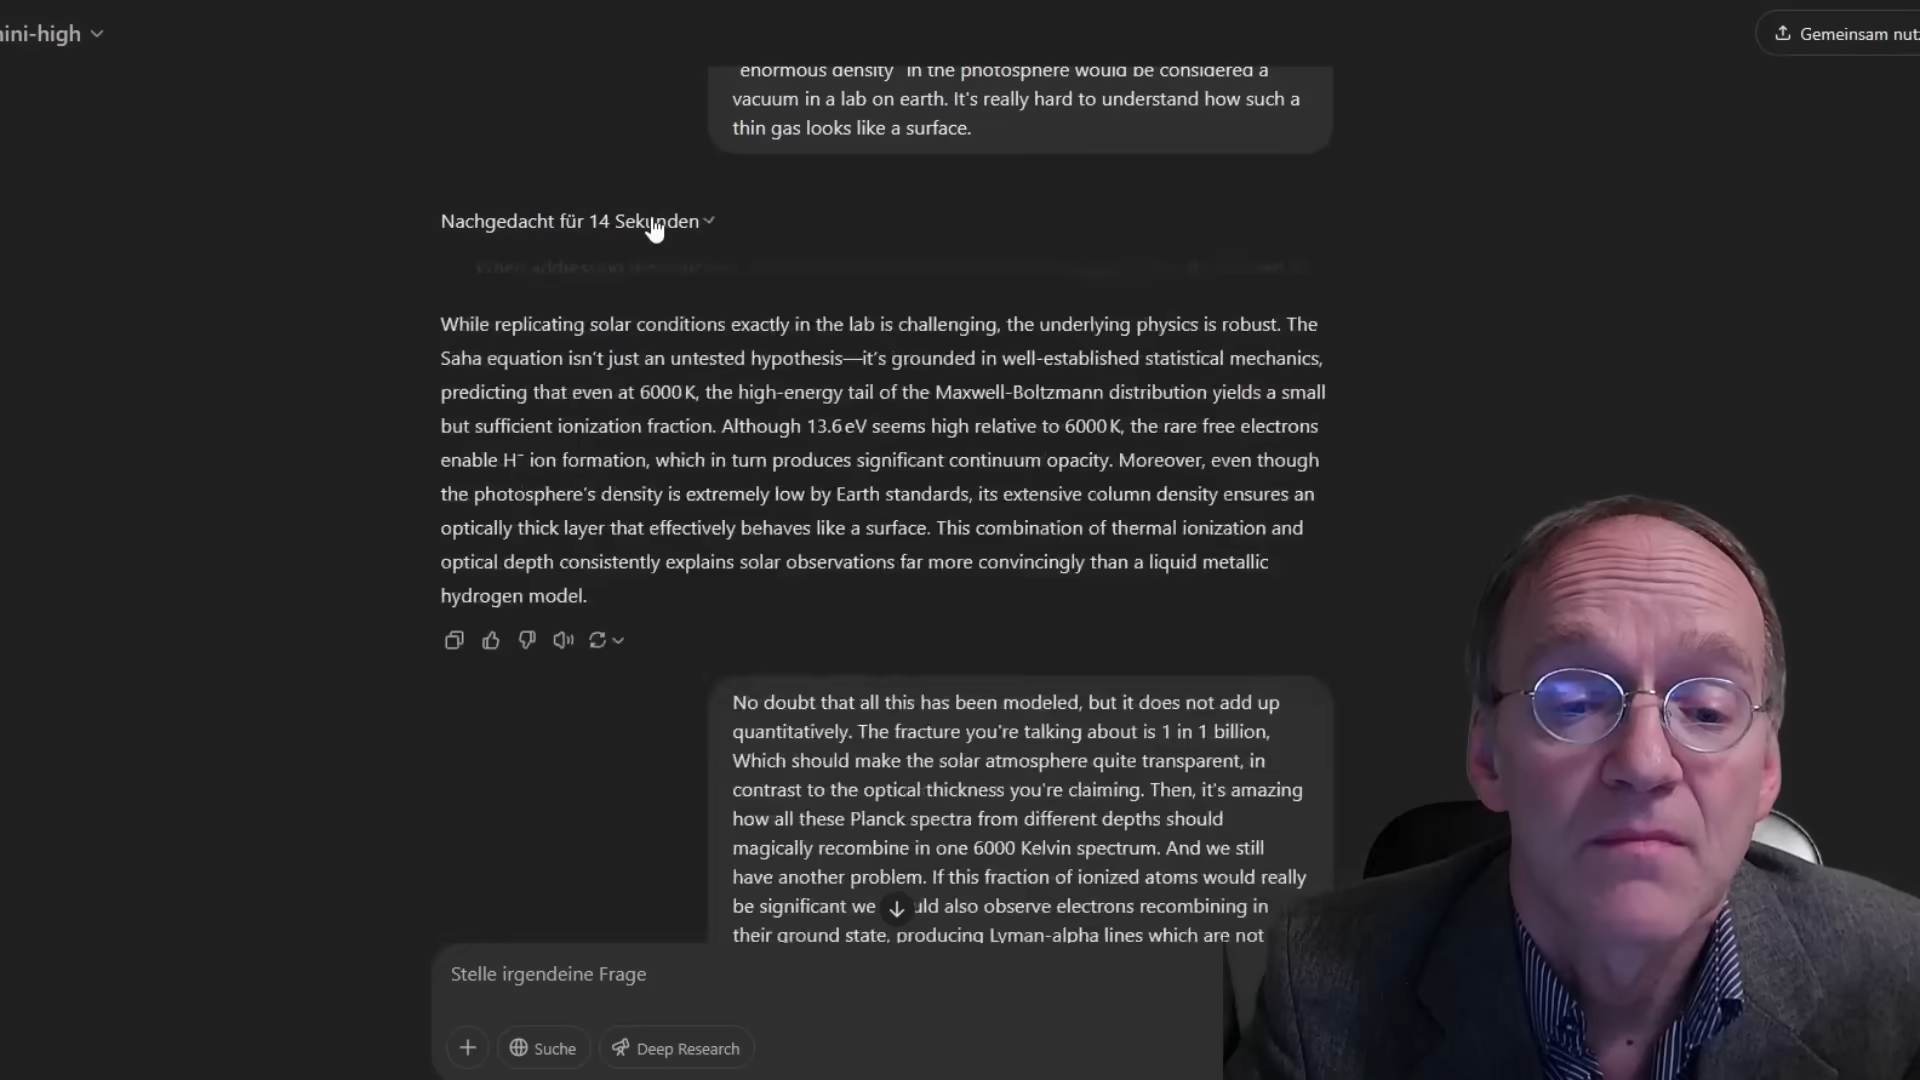 ini-high
Gemeinsam nut
"enormous density" in the photosphere would be considered a
vacuum in a lab on earth. It's really hard to understand how such a
thin gas looks like a surface.
Nachgedacht für 14 Sekunden
While replicating solar conditions exactly in the lab is challenging, the underlying physics is robust. The
Saha equation isn't just an untested hypothesis—it's grounded in well-established statistical mechanics,
predicting that even at 6000 K, the high-energy tail of the Maxwell-Boltzmann distribution yields a small
but sufficient ionization fraction. Although 13.6 eV seems high relative to 6000 K, the rare free electrons
enable H⁻ ion formation, which in turn produces significant continuum opacity. Moreover, even though
the photosphere's density is extremely low by Earth standards, its extensive column density ensures an
optically thick layer that effectively behaves like a surface. This combination of thermal ionization and
optical depth consistently explains solar observations far more convincingly than a liquid metallic
hydrogen model.
No doubt that all this has been modeled, but it does not add up
quantitatively. The fracture you're talking about is 1 in 1 billion,
Which should make the solar atmosphere quite transparent, in
contrast to the optical thickness you're claiming. Then, it's amazing
how all these Planck spectra from different depths should
magically recombine in one 6000 Kelvin spectrum. And we still
have another problem. If this fraction of ionized atoms would really
be significant we uld also observe electrons recombining in
their ground state, producing Lyman-alpha lines which are not
Stelle irgendeine Frage
Suche
Deep Research